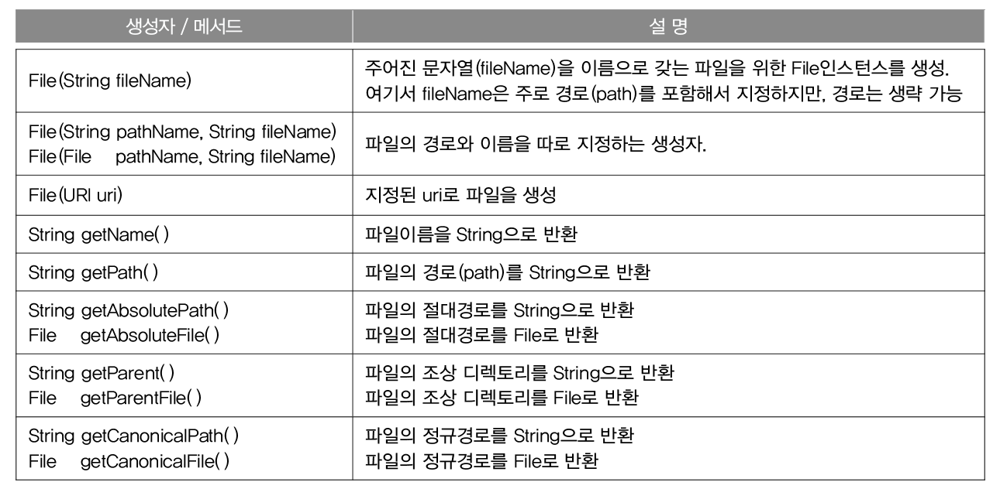 생성자 / 메서드
설 명
File(String fileName)
주어진 문자열(fileName)을 이름으로 갖는 파일을 위한 File인스턴스를 생성.
여기서 fileName은 주로 경로(path)를 포함해서 지정하지만, 경로는 생략 가능
File(String pathName, String fileName)
File(File pathName, String fileName)
파일의 경로와 이름을 따로 지정하는 생성자.
File(URI uri)
지정된 uri로 파일을 생성
String getName( )
파일이름을 String으로 반환
String getPath( )
파일의 경로(path)를 String으로 반환
String getAbsolutePath( )
File getAbsoluteFile( )
파일의 절대경로를 String으로 반환
파일의 절대경로를 File로 반환
String getParent( )
File getParentFile( )
파일의 조상 디렉토리를 String으로 반환
파일의 조상 디렉토리를 File로 반환
String getCanonicalPath( )
File getCanonicalFile( )
파일의 정규경로를 String으로 반환
파일의 정규경로를 File로 반환